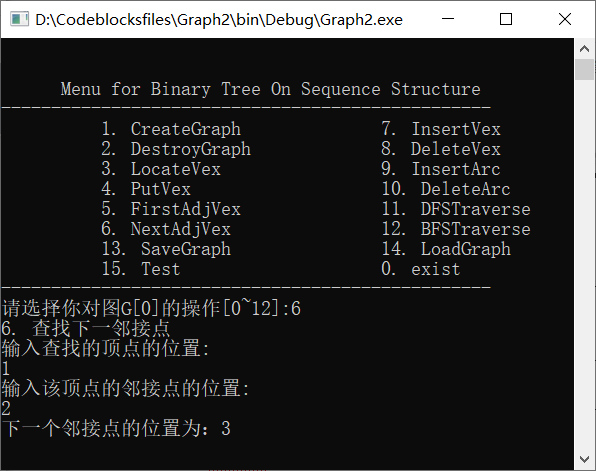 D:\Codeblocksfiles\Graph2\bin\Debug\Graph2.exe
Menu for Binary Tree On Sequence Structure
-------------------------------------------------
1. CreateGraph 7. InsertVex
2. DestroyGraph 8. DeleteVex
3. LocateVex 9. InsertArc
4. PutVex 10. DeleteArc
5. FirstAdjVex 11. DFSTraverse
6. NextAdjVex 12. BFSTraverse
13. SaveGraph 14. LoadGraph
15. Test 0. exist
-------------------------------------------------
请选择你对图G[0]的操作[0~12]:6
6. 查找下一邻接点
输入查找的顶点的位置:
1
输入该顶点的邻接点的位置:
2
下一个邻接点的位置为：3